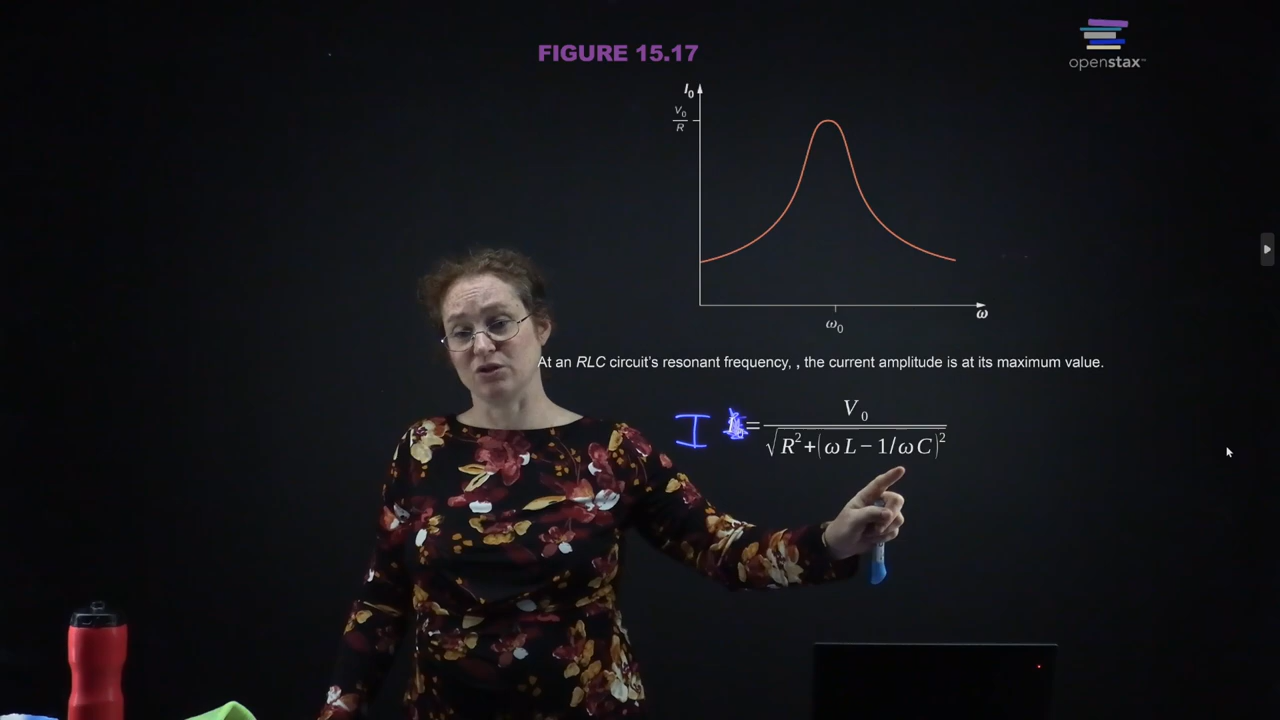 FIGURE 15.17
openstax™
I₀
V₀
R
ω
ω₀
At an RLC circuit's resonant frequency, , the current amplitude is at its maximum value.
I =
V₀
√R²+(ωL−1/ωC)²